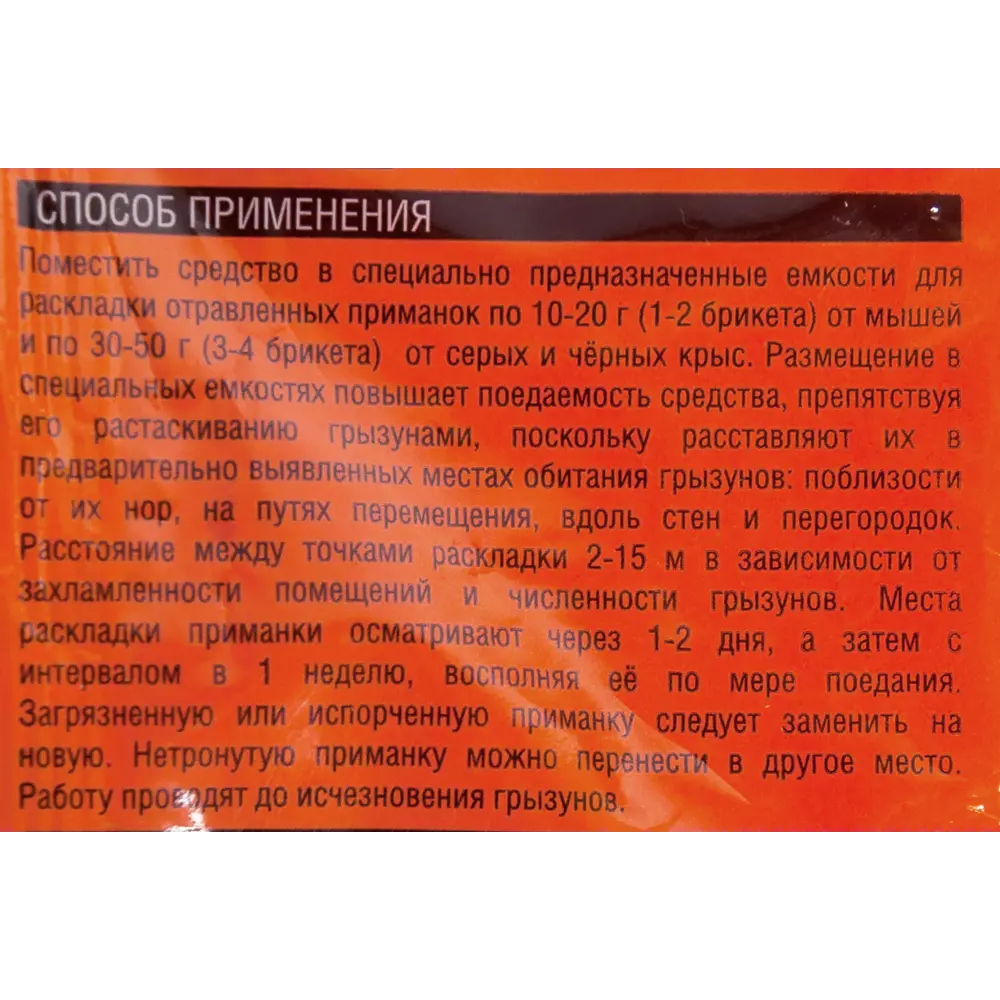 СПОСОБ ПРИМЕНЕНИЯ
Поместить средство в специально предназначенные емкости для
раскладки отравленных приманок по 10-20 г (1-2 брикета) от мышей
и по 30-50 г (3-4 брикета) от серых и чёрных крыс. Размещение в
специальных емкостях повышает поедаемость средства, препятствуя
его растаскиванию грызунами, поскольку расставляют их в
предварительно выявленных местах обитания грызунов: поблизости
от их нор, на путях перемещения, вдоль стен и перегородок.
Расстояние между точками раскладки 2-15 м в зависимости от
захламленности помещений и численности грызунов. Места
раскладки приманки осматривают через 1-2 дня, а затем с
интервалом в 1 неделю, восполняя её по мере поедания.
Загрязненную или испорченную приманку следует заменить на
новую. Нетронутую приманку можно перенести в другое место.
Работу проводят до исчезновения грызунов.